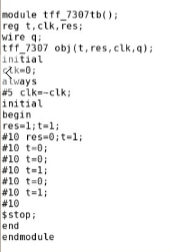 module tff_7307tb();
reg t,clk,res;
wire q;
tff_7307 obj(t,res,clk,q);
initial
clk=0;
always
#5 clk=~clk;
initial
begin
res=1;t=1;
#10 res=0;t=1;
#10 t=0;
#10 t=0;
#10 t=1;
#10 t=0;
#10 t=1;
#10
$stop;
end
endmodule